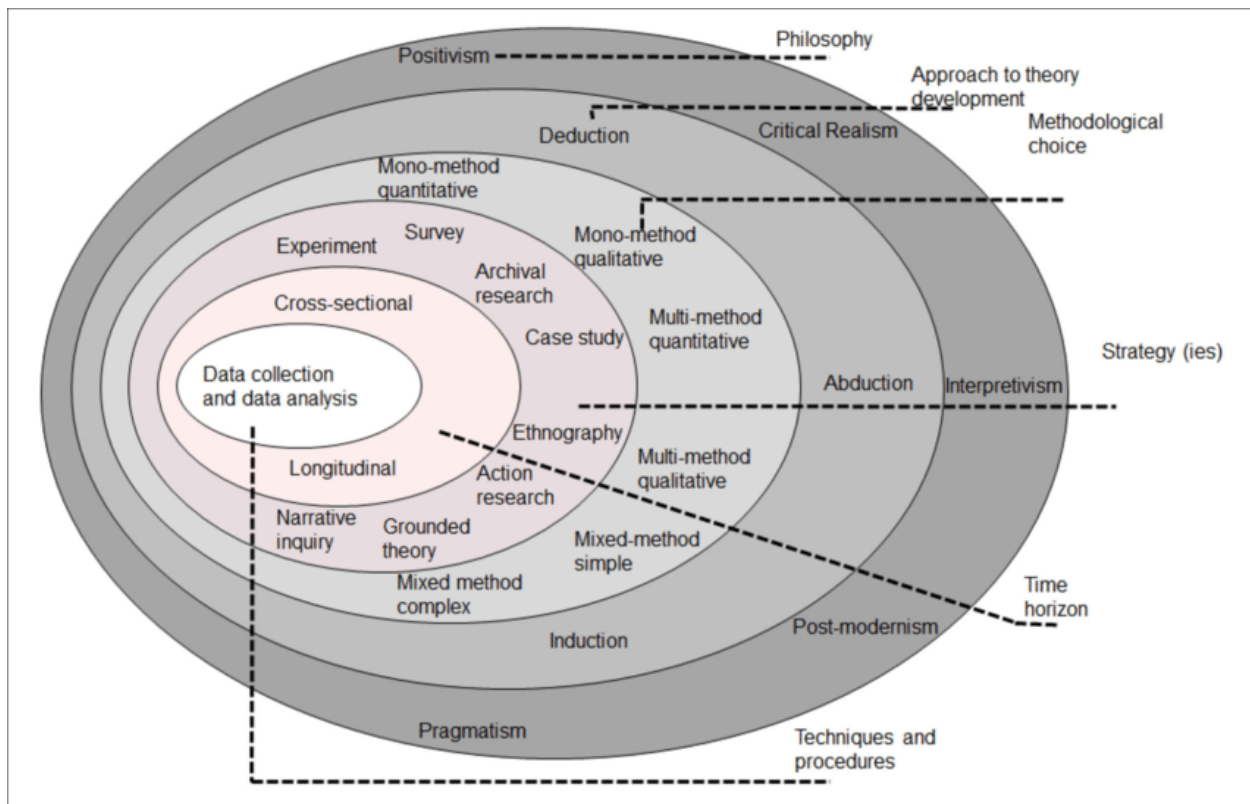 Philosophy
Positivism
Approach to theory
development
Critical Realism
Methodological
choice
Deduction
Mono-method
quantitative
Survey
Experiment
Mono-method
qualitative
Archival
research
Cross-sectional
Multi-method
quantitative
Case study
Strategy (ies)
Data collection
and data analysis
Abduction
Interpretivism
Ethnography
Multi-method
qualitative
Longitudinal
Action
research
Narrative
inquiry
Grounded
theory
Mixed-method
simple
Mixed method
complex
Time
horizon
Post-modernism
Induction
Pragmatism
Techniques and
procedures